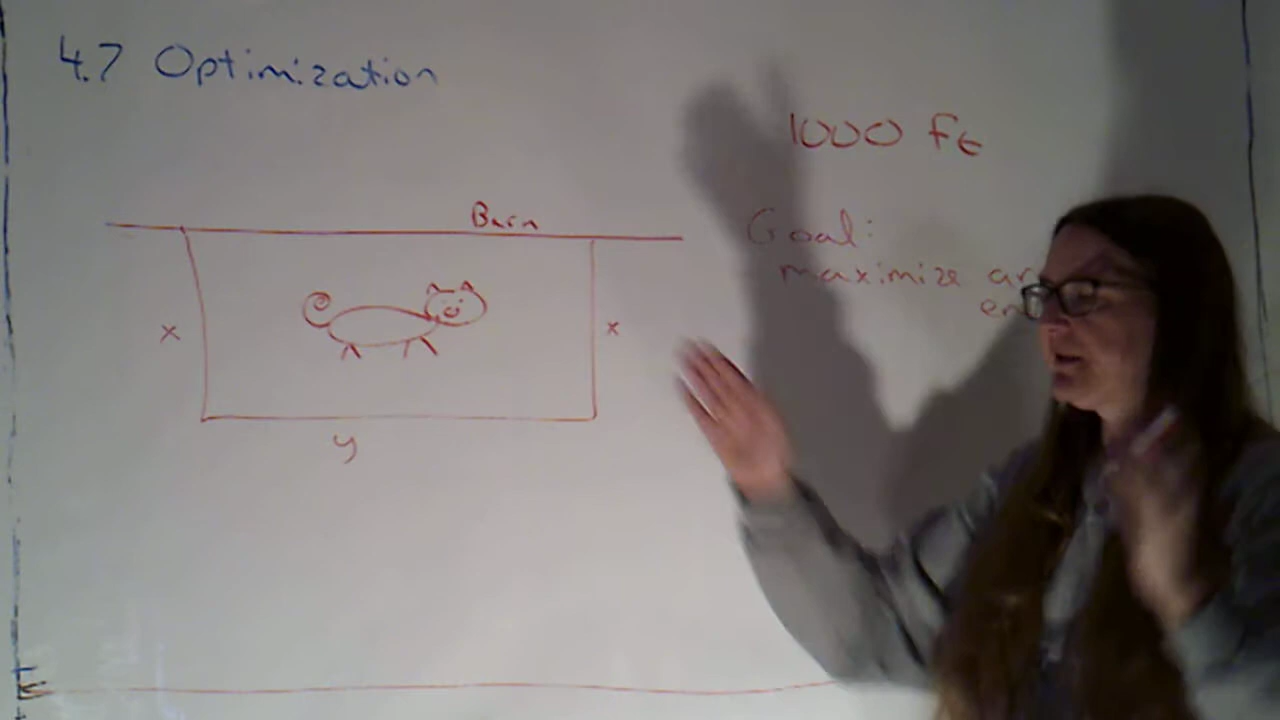 4.7 Optimization
1000 ft
Barn
Goal:
maximize
x
x
y